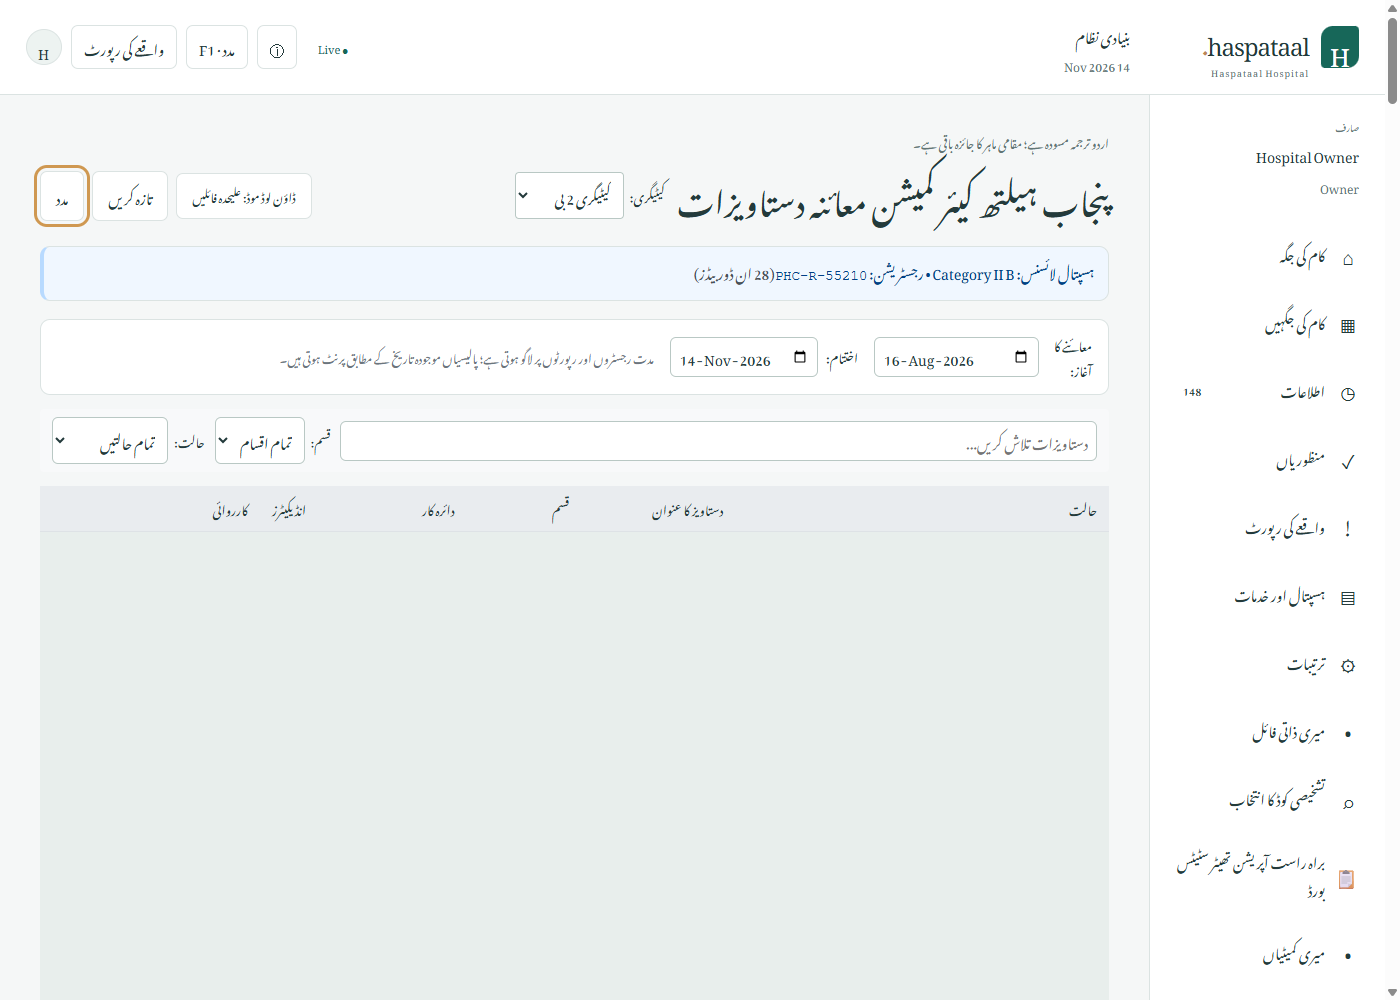 H
haspataal.
Haspataal Hospital
بنیادی نظام
14 Nov 2026
Live
مدد F1
واقعے کی رپورٹ
H
صارف
Hospital Owner
Owner
کام کی جگہ
کام کی جگہیں
اطلاعات 148
منظوریاں
واقعے کی رپورٹ
ہسپتال اور خدمات
ترتیبات
میری ذاتی فائل
تشخیصی کوڈ کا انتخاب
براہ راست آپریشن تھیٹر سٹیٹس
بورڈ
میری کمیٹیاں
اردو ترجمہ مسودہ ہے؛ مقامی ماہر کا جائزہ باقی ہے۔
پنجاب ہیلتھ کیئر کمیشن معائنہ دستاویزات
کیٹیگری: کیٹیگری 2 بی
ڈاؤن لوڈ موڈ: علیحدہ فائلیں
تازہ کریں
مدد
ہسپتال لائسنس: Category II B • رجسٹریشن: PHC-R-55210 (28 ان ڈور بیڈز)
معائنے کا
آغاز:
16-Aug-2026
اختتام: 14-Nov-2026
مدت رجسٹروں اور رپورٹوں پر لاگو ہوتی ہے؛ پالیسیاں موجودہ تاریخ کے مطابق پرنٹ ہوتی ہیں۔
دستاویزات تلاش کریں...
قسم: تمام اقسام
حالت: تمام حالتیں
حالت دستاویز کا عنوان قسم دائرہ کار انڈیکیٹرز کارروائی